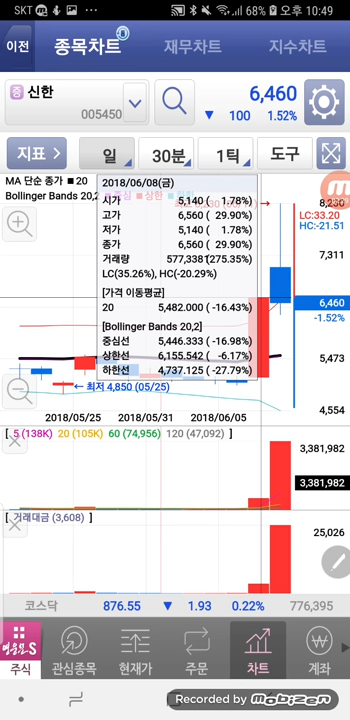 SKT 68% 오후 10:49
이전 종목차트 재무차트 지수차트
증 신한
005450
6,460
▼ 100 1.52%
지표 일 30분 1틱 도구
MA 단순 종가 ■ 20
Bollinger Bands 20,2
8,230
LC:33.20
HC:-21.51
7,311
6,460
-1.52%
5,473
4,554
2018/06/08(금)
시가 5,140 ( 1.78%)
고가 6,560 ( 29.90%)
저가 5,140 ( 1.78%)
종가 6,560 ( 29.90%)
거래량 577,338(275.35%)
LC(35.26%), HC(-20.29%)
[가격 이동평균]
20 5,482.000 ( -16.43%)
[Bollinger Bands 20,2]
중심선 5,446.333 ( -16.98%)
상한선 6,155.542 ( -6.17%)
하한선 4,737.125 ( -27.79%)
← 최저 4,850 (05/25)
2018/05/25 2018/05/31 2018/06/05
[ 5 (138K) 20 (105K) 60 (74,956) 120 (47,092) ]
3,381,982
3,381,982
[ 거래대금 (3,608) ]
25,026
코스닥 876.55 ▼ 1.93 0.22% 776,395
영웅문S
주식 관심종목 현재가 주문 차트 계좌
Recorded by MOBIZEN